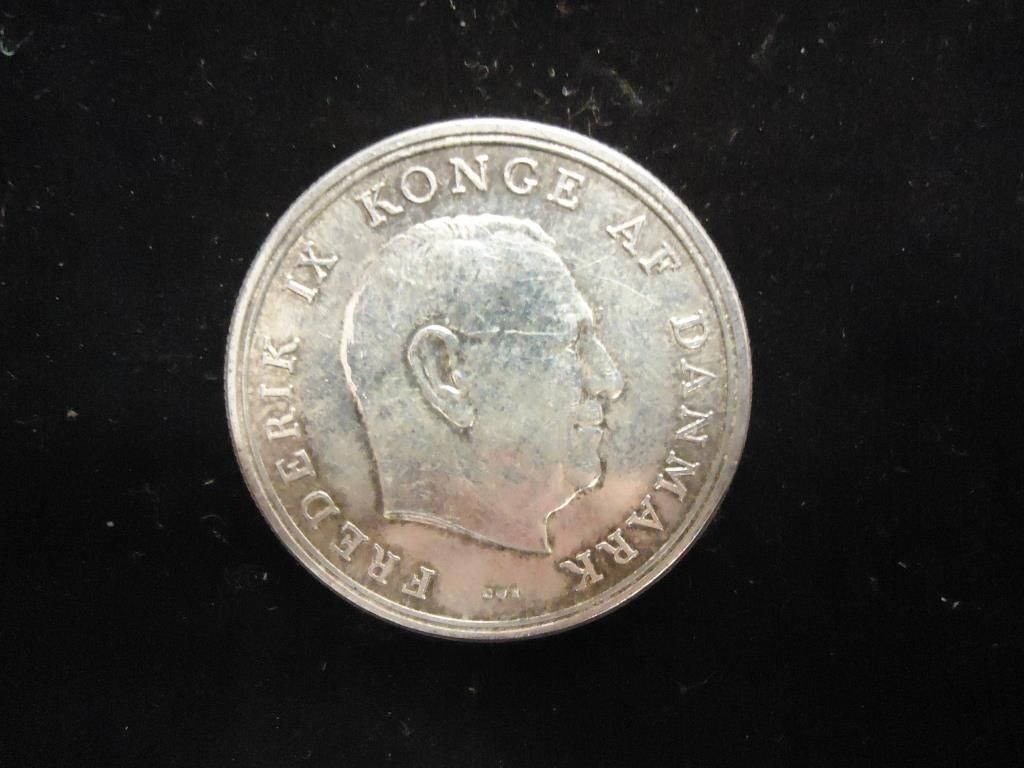 FREDERIK IX KONGE AF DANMARK